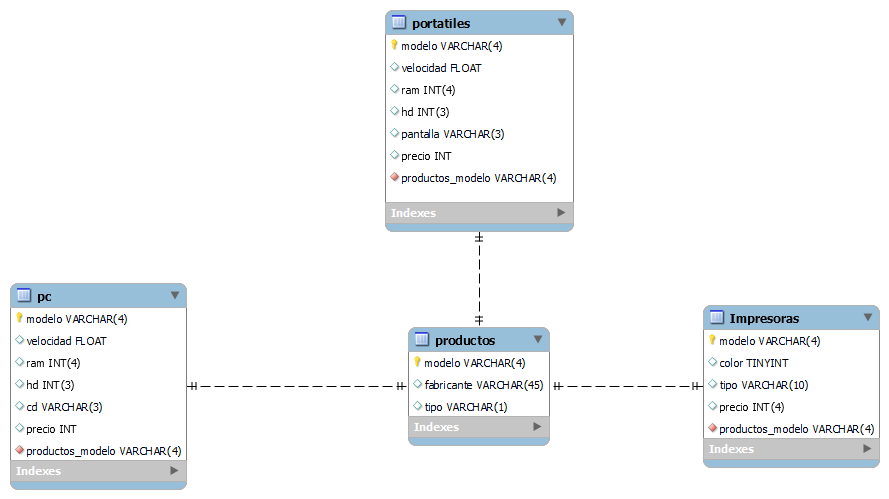 portatiles
modelo VARCHAR(4)
velocidad FLOAT
ram INT(4)
hd INT(3)
pantalla VARCHAR(3)
precio INT
productos_modelo VARCHAR(4)
Indexes
pc
modelo VARCHAR(4)
velocidad FLOAT
ram INT(4)
hd INT(3)
cd VARCHAR(3)
precio INT
productos_modelo VARCHAR(4)
Indexes
productos
modelo VARCHAR(4)
fabricante VARCHAR(45)
tipo VARCHAR(1)
Indexes
Impresoras
modelo VARCHAR(4)
color TINYINT
tipo VARCHAR(10)
precio INT(4)
productos_modelo VARCHAR(4)
Indexes